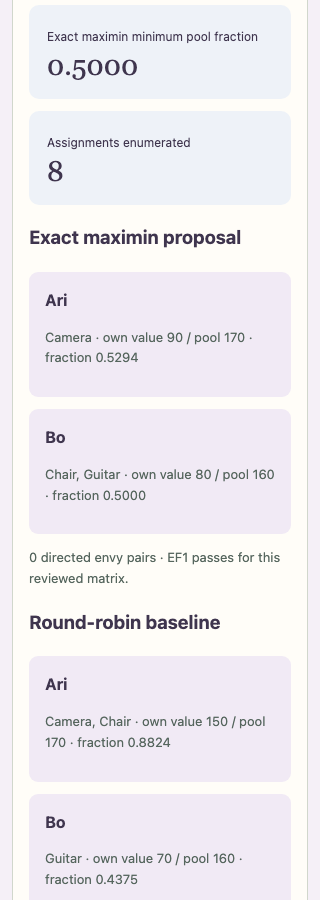 Exact maximin minimum pool fraction
0.5000
Assignments enumerated
8
Exact maximin proposal
Ari
Camera · own value 90 / pool 170 ·
fraction 0.5294
Bo
Chair, Guitar · own value 80 / pool 160
· fraction 0.5000
0 directed envy pairs · EF1 passes for this
reviewed matrix.
Round-robin baseline
Ari
Camera, Chair · own value 150 / pool
170 · fraction 0.8824
Bo
Guitar · own value 70 / pool 160 ·
fraction 0.4375